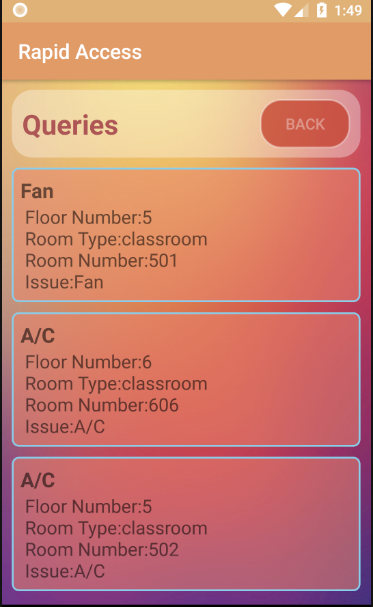 1:49
Rapid Access
Queries
BACK
Fan
Floor Number:5
Room Type:classroom
Room Number:501
Issue:Fan
A/C
Floor Number:6
Room Type:classroom
Room Number:606
Issue:A/C
A/C
Floor Number:5
Room Type:classroom
Room Number:502
Issue:A/C